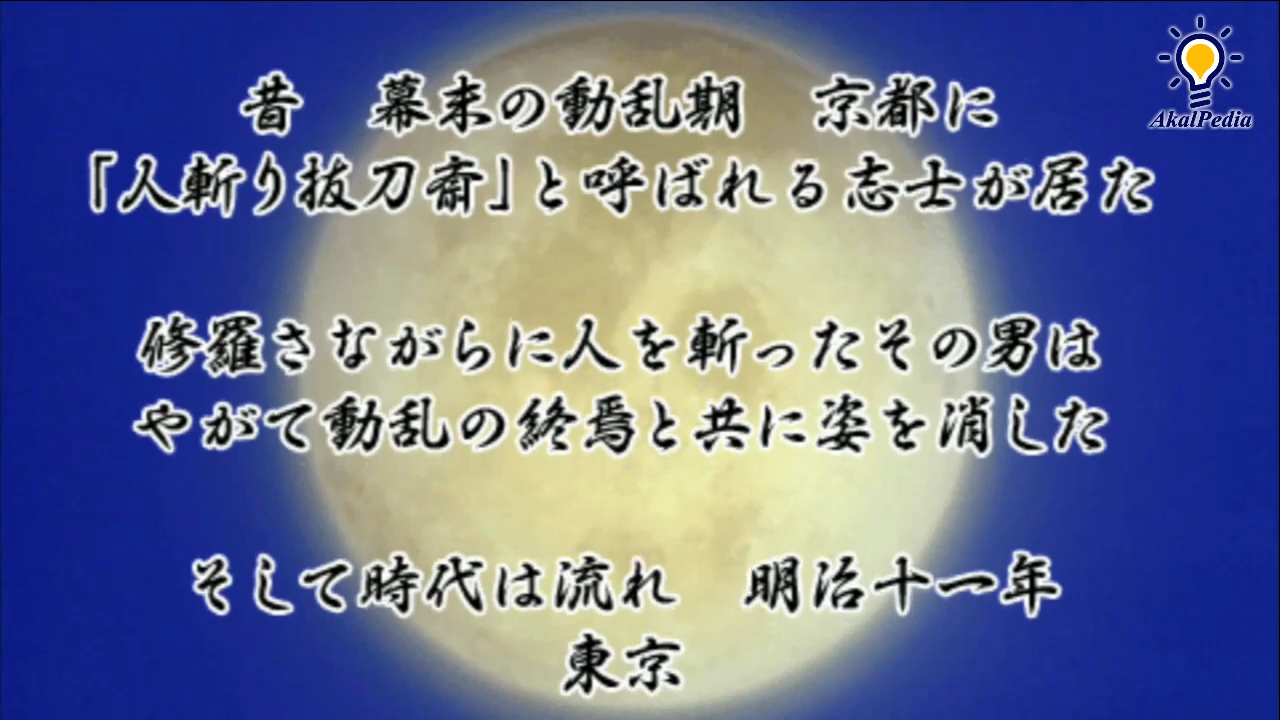 AkalPedia
昔　幕末の動乱期　京都に
「人斬り抜刀斎」と呼ばれる志士が居た
修羅さながらに人を斬ったその男は
やがて動乱の終焉と共に姿を消した
そして時代は流れ　明治十一年
東京